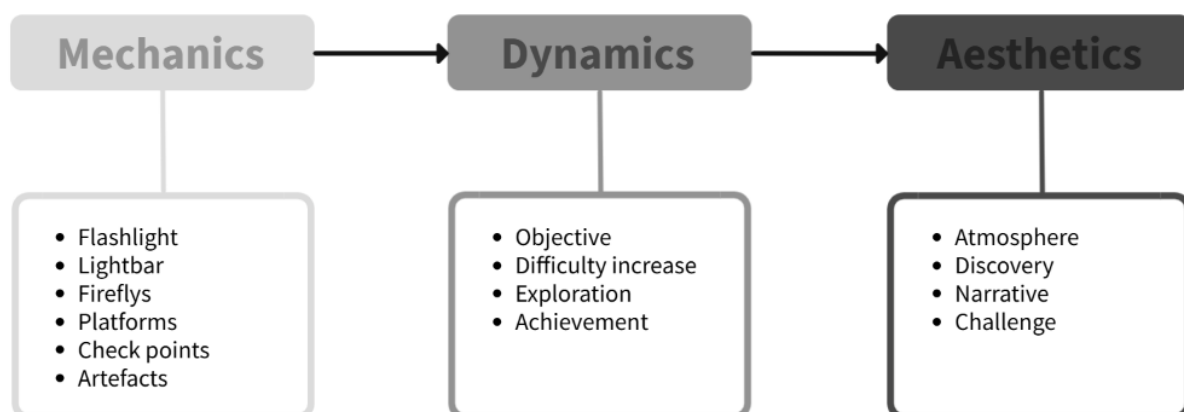 Mechanics
Dynamics
Aesthetics
• Flashlight
• Lightbar
• Fireflys
• Platforms
• Check points
• Artefacts
• Objective
• Difficulty increase
• Exploration
• Achievement
• Atmosphere
• Discovery
• Narrative
• Challenge